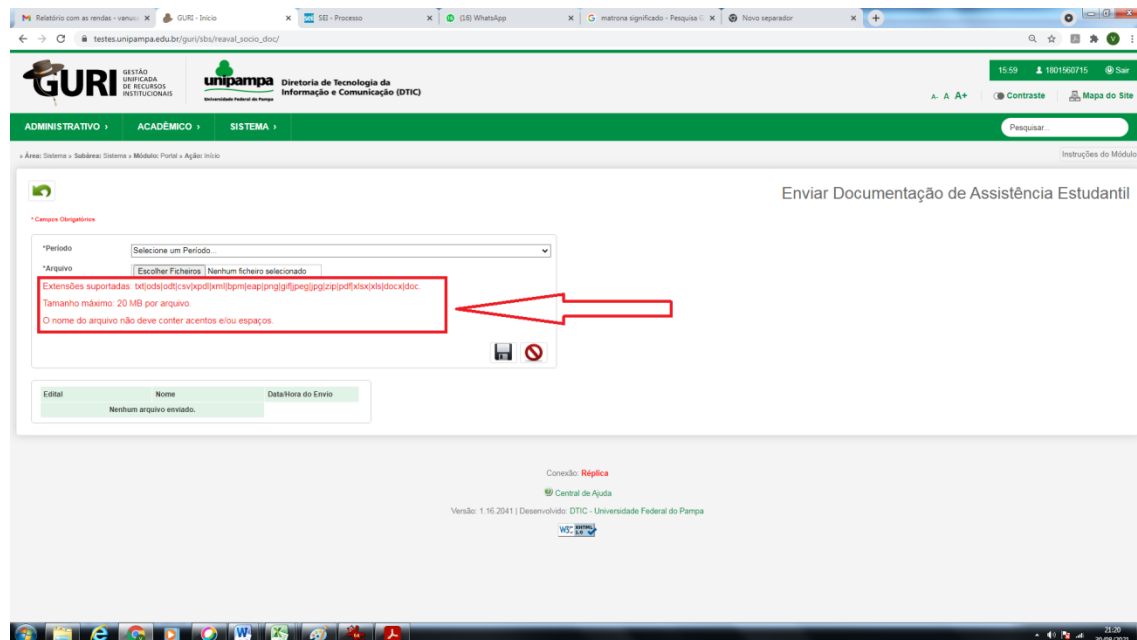 Relatório com as rendas - vanus
GURI - Início
SEI - Processo
(16) WhatsApp
matrona significado - Pesquisa G
Novo separador
testes.unipampa.edu.br/guri/sbs/reaval_socio_doc/
GURI
GESTÃO
UNIFICADA
DE RECURSOS
INSTITUCIONAIS
unipampa
Universidade Federal do Pampa
Diretoria de Tecnologia da
Informação e Comunicação (DTIC)
15:59 1801560715 Sair
A- A A+ Contraste Mapa do Site
ADMINISTRATIVO › ACADÊMICO › SISTEMA ›
Pesquisar...
» Área: Sistema » Subárea: Sistema » Módulo: Portal » Ação: início
Instruções do Módulo
Enviar Documentação de Assistência Estudantil
* Campos Obrigatórios
*Período Selecione um Período...
*Arquivo Escolher Ficheiros Nenhum ficheiro selecionado
Extensões suportadas: txt|ods|odt|csv|xpdl|xml|bpm|eap|png|gif|jpeg|jpg|zip|pdf|xlsx|xls|docx|doc.
Tamanho máximo: 20 MB por arquivo.
O nome do arquivo não deve conter acentos e/ou espaços.
Edital Nome Data/Hora do Envio
Nenhum arquivo enviado.
Conexão: Réplica
Central de Ajuda
Versão: 1.16.2041 | Desenvolvido: DTIC - Universidade Federal do Pampa
W3C XHTML 1.0
21:20